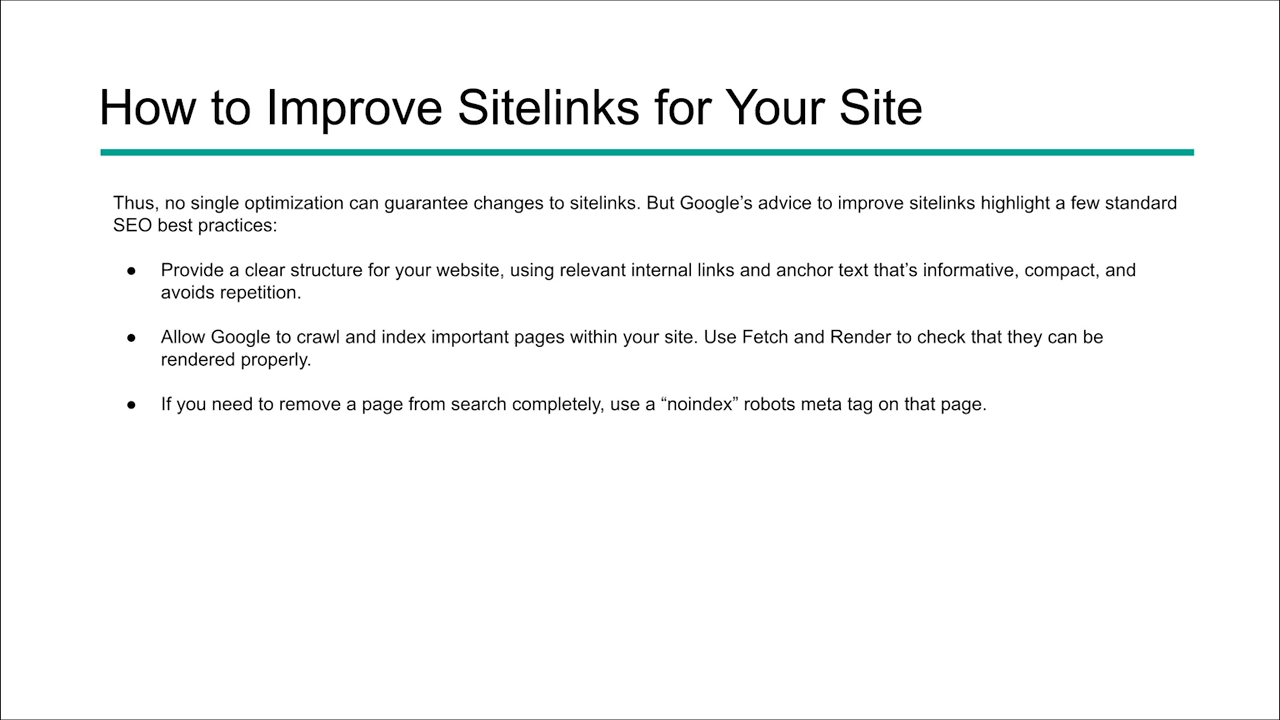 How to Improve Sitelinks for Your Site
Thus, no single optimization can guarantee changes to sitelinks. But Google’s advice to improve sitelinks highlight a few standard
SEO best practices:
● Provide a clear structure for your website, using relevant internal links and anchor text that’s informative, compact, and
avoids repetition.
● Allow Google to crawl and index important pages within your site. Use Fetch and Render to check that they can be
rendered properly.
● If you need to remove a page from search completely, use a “noindex” robots meta tag on that page.